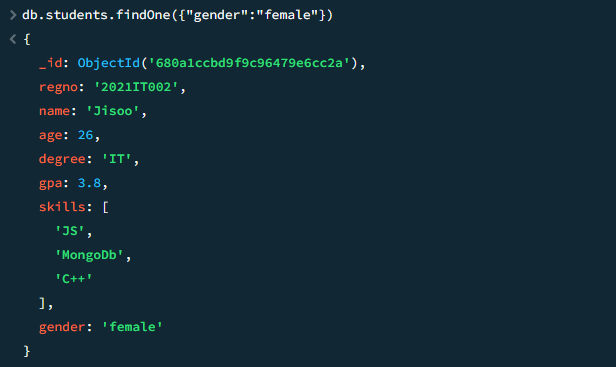 > db.students.findOne({"gender":"female"})
< {
_id: ObjectId('680a1ccbd9f9c96479e6cc2a'),
regno: '2021IT002',
name: 'Jisoo',
age: 26,
degree: 'IT',
gpa: 3.8,
skills: [
'JS',
'MongoDb',
'C++'
],
gender: 'female'
}